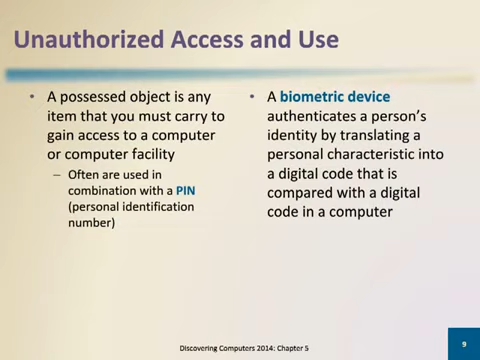 Unauthorized Access and Use
• A possessed object is any
item that you must carry to
gain access to a computer
or computer facility
– Often are used in
combination with a PIN
(personal identification
number)
• A biometric device
authenticates a person’s
identity by translating a
personal characteristic into
a digital code that is
compared with a digital
code in a computer
Discovering Computers 2014: Chapter 5
9